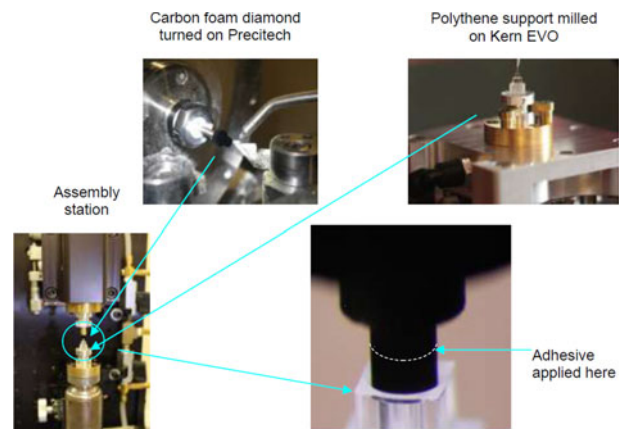 Carbon foam diamond
turned on Precitech
Polythene support milled
on Kern EVO
Assembly
station
Adhesive
applied here